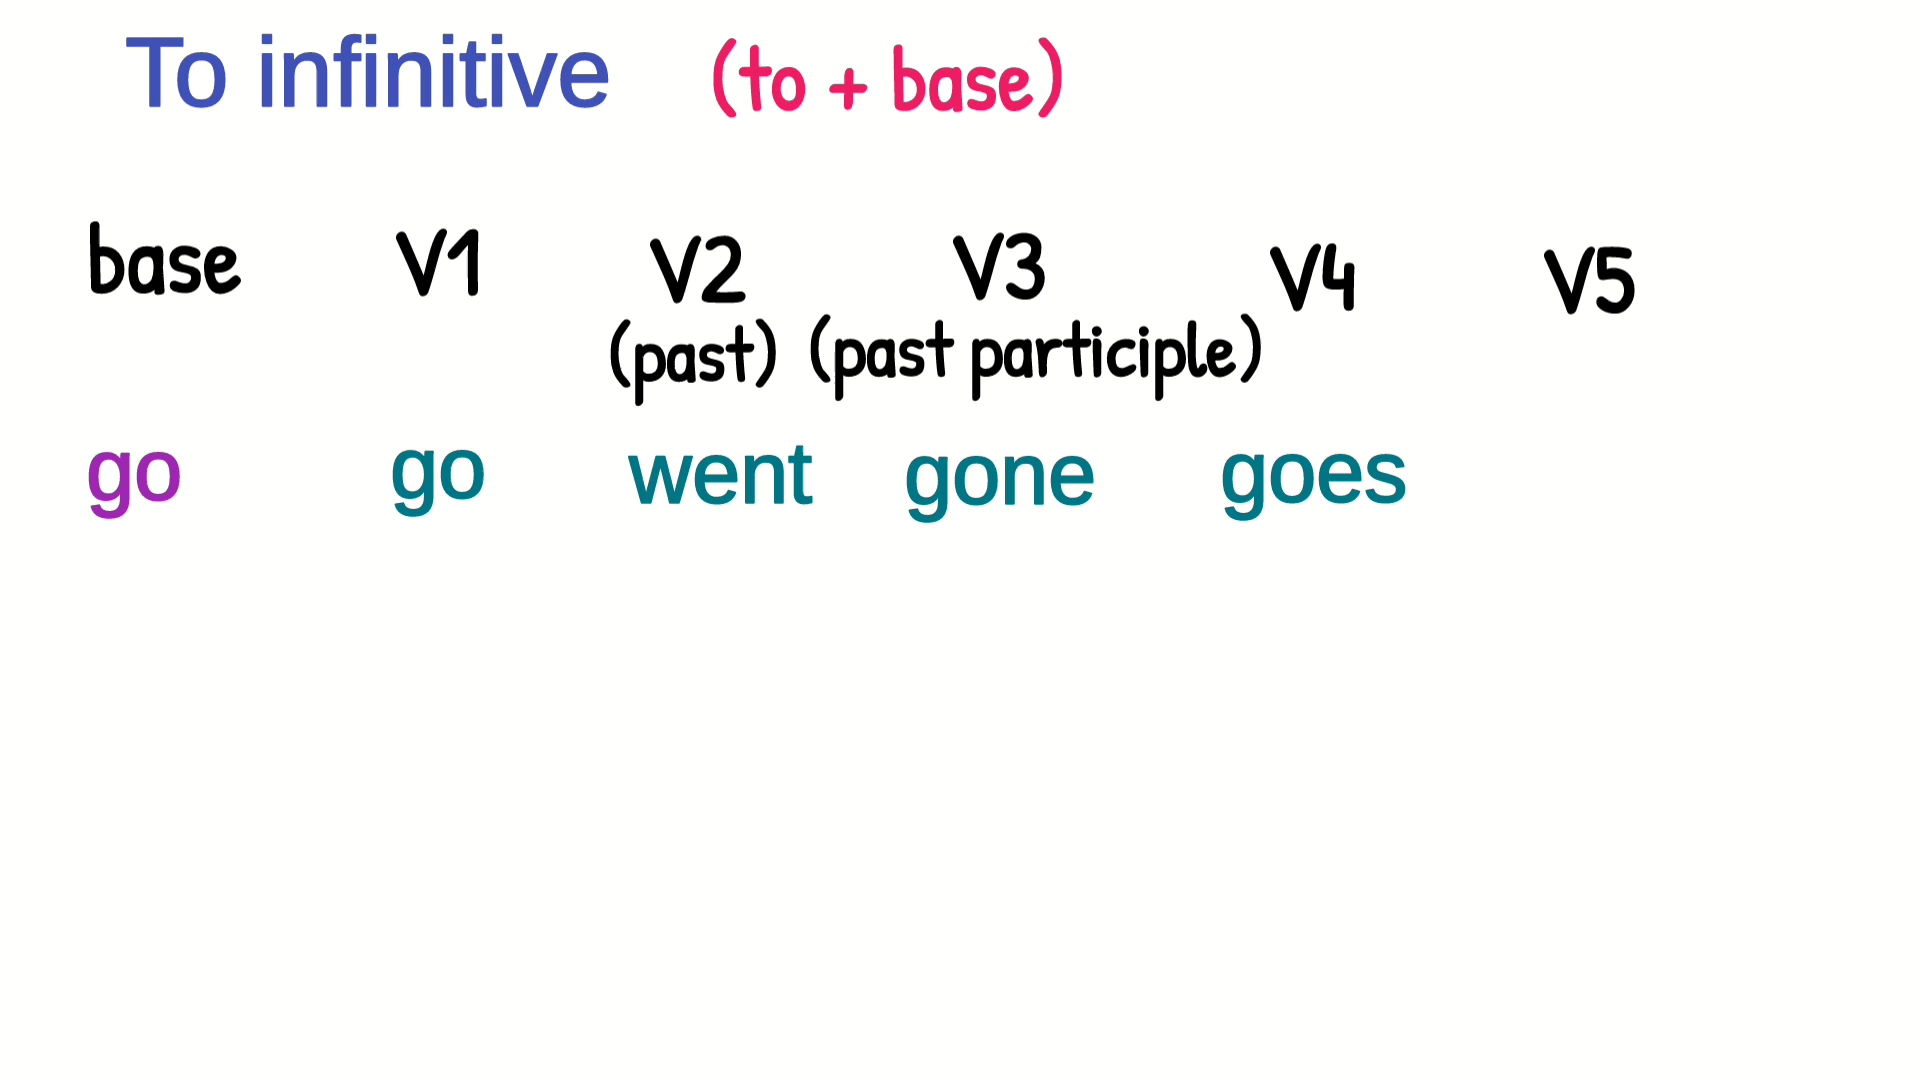 To infinitive (to + base)
base V1 V2 V3 V4 V5
(past) (past participle)
go go went gone goes